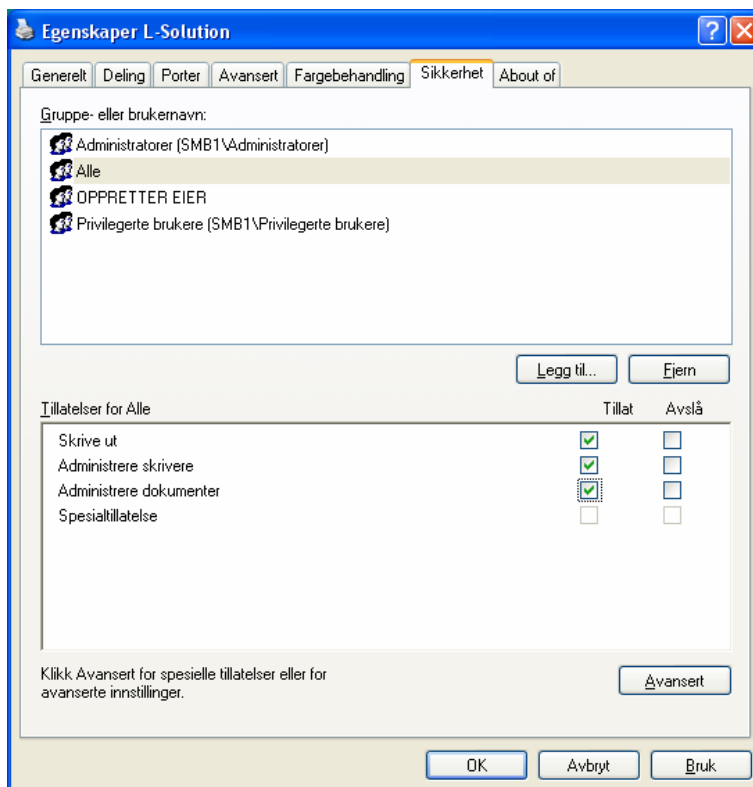 Egenskaper L-Solution
Generelt Deling Porter Avansert Fargebehandling Sikkerhet About of
Gruppe- eller brukernavn:
Administratorer (SMB1\Administratorer)
Alle
OPPRETTER EIER
Privilegerte brukere (SMB1\Privilegerte brukere)
Legg til... Fjern
Tillatelser for Alle Tillat Avslå
Skrive ut
Administrere skrivere
Administrere dokumenter
Spesialtillatelse
Klikk Avansert for spesielle tillatelser eller for
avanserte innstillinger.
Avansert
OK Avbryt Bruk